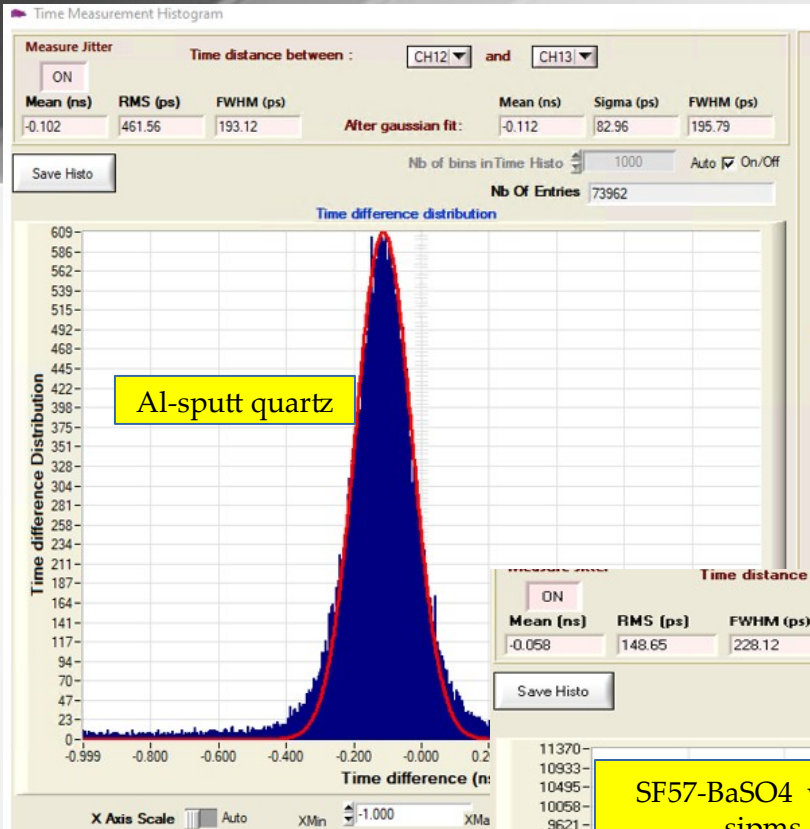 Time Measurement Histogram
Measure Jitter
Time distance between : CH12 and CH13
ON
Mean (ns) RMS (ps) FWHM (ps) Mean (ns) Sigma (ps) FWHM (ps)
-0.102 461.56 193.12 After gaussian fit: -0.112 82.96 195.79
Save Histo
Nb of bins in Time Histo 1000 Auto On/Off
Nb Of Entries 73962
Time difference distribution
609
586
562
539
515
492
468
445
422
398
375
351
328
304
281
258
234
211
187
164
141
117
94
70
47
23
0
Time difference Distribution
Al-sputt quartz
-0.999 -0.800 -0.600 -0.400 -0.200 -0.000 0.2
Time difference (n
X Axis Scale Auto XMin -1.000 XMa
Time distance
ON
Mean (ns) RMS (ps) FWHM (ps)
-0.058 148.65 228.12
Save Histo
11370
10933
10495
10058
9621
SF57-BaSO4
sipms